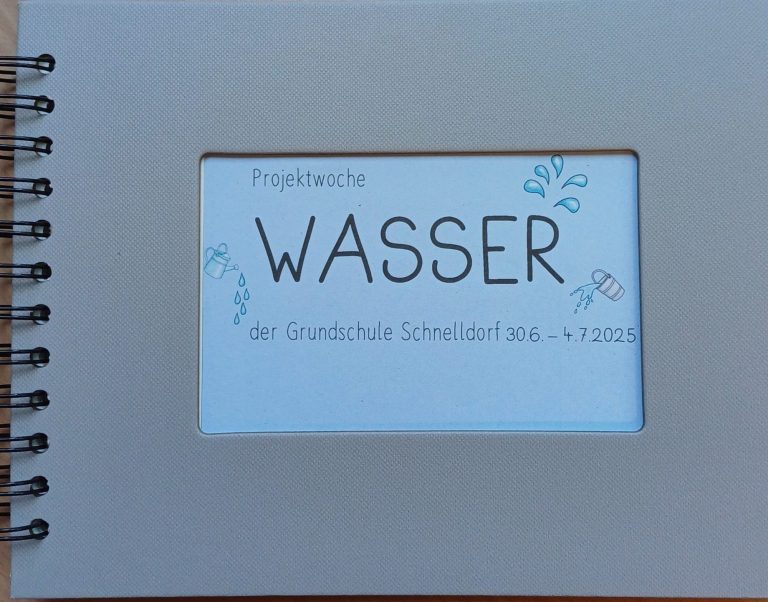 Projektwoche
WASSER
der Grundschule Schnelldorf 30.6. – 4.7.2025